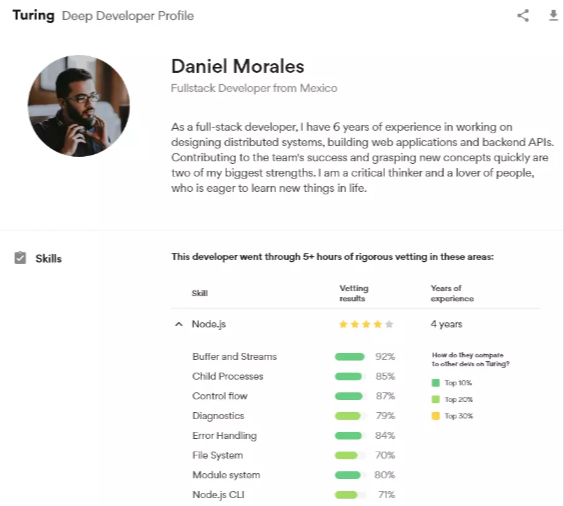 Turing Deep Developer Profile
Daniel Morales
Fullstack Developer from Mexico
As a full-stack developer, I have 6 years of experience in working on
designing distributed systems, building web applications and backend APIs.
Contributing to the team's success and grasping new concepts quickly are
two of my biggest strengths. I am a critical thinker and a lover of people,
who is eager to learn new things in life.
Skills
This developer went through 5+ hours of rigorous vetting in these areas:
Skill
Vetting
results
Years of
experience
Node.js
4 years
Buffer and Streams 92%
Child Processes 85%
Control flow 87%
Diagnostics 79%
Error Handling 84%
File System 70%
Module system 80%
Node.js CLI 71%
How do they compare
to other devs on Turing?
Top 10%
Top 20%
Top 30%